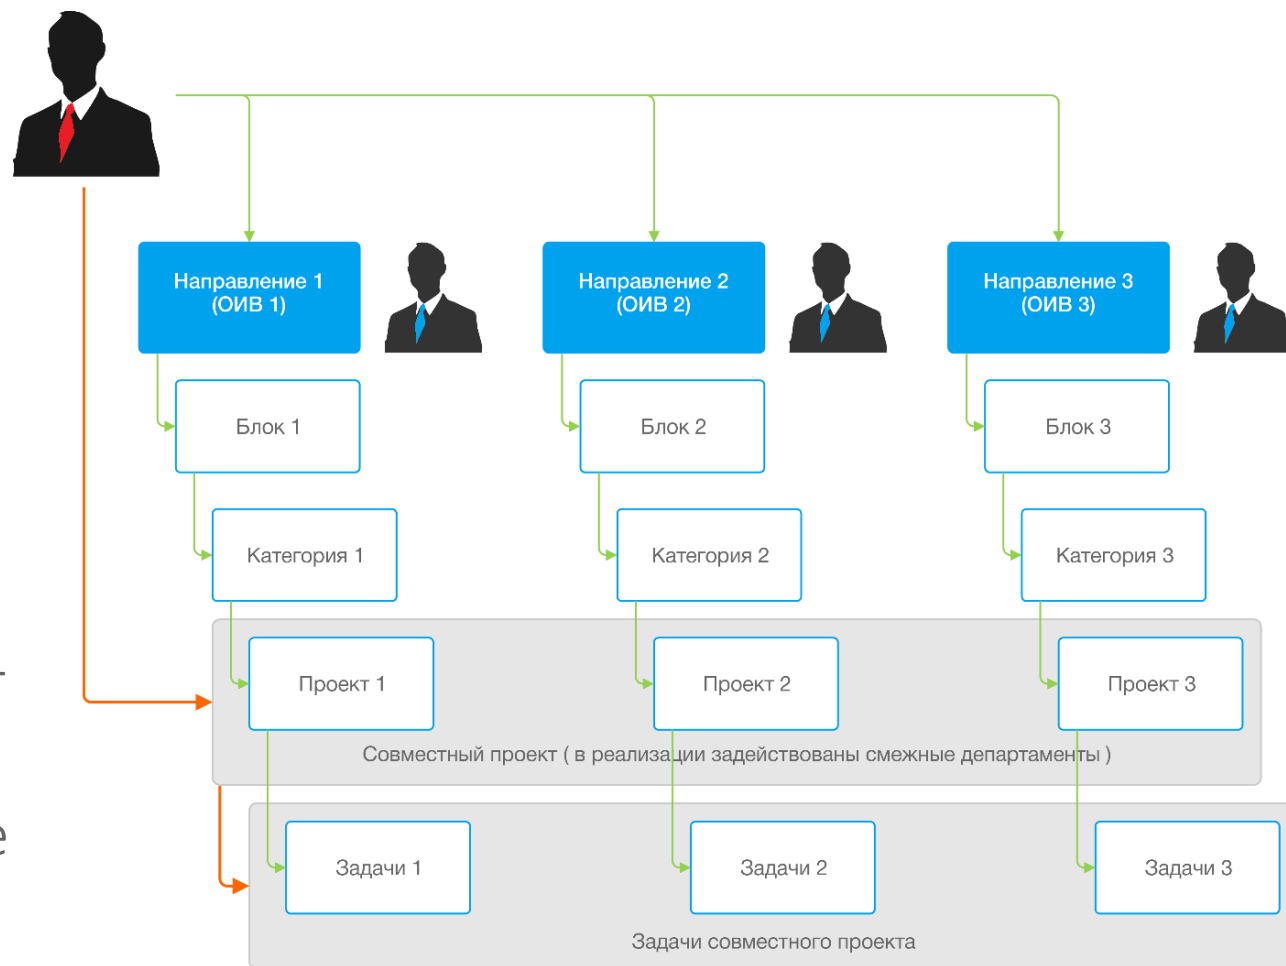 Направление 1
(ОИВ 1)
Направление 2
(ОИВ 2)
Направление 3
(ОИВ 3)
Блок 1
Блок 2
Блок 3
Категория 1
Категория 2
Категория 3
Проект 1
Проект 2
Проект 3
Совместный проект ( в реализации задействованы смежные департаменты )
е
Задачи 1
Задачи 2
Задачи 3
Задачи совместного проекта